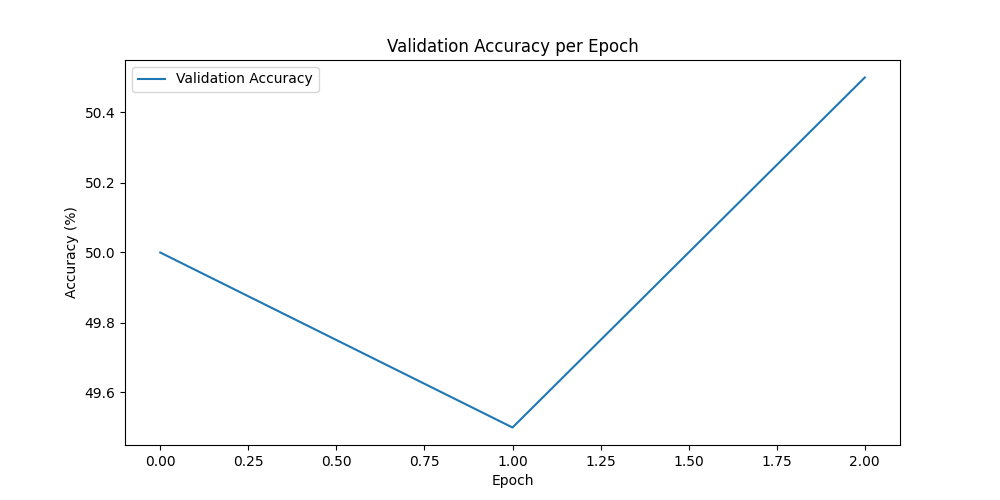 Validation Accuracy per Epoch
Validation Accuracy
Accuracy (%)
50.4
50.2
50.0
49.8
49.6
0.00 0.25 0.50 0.75 1.00 1.25 1.50 1.75 2.00
Epoch